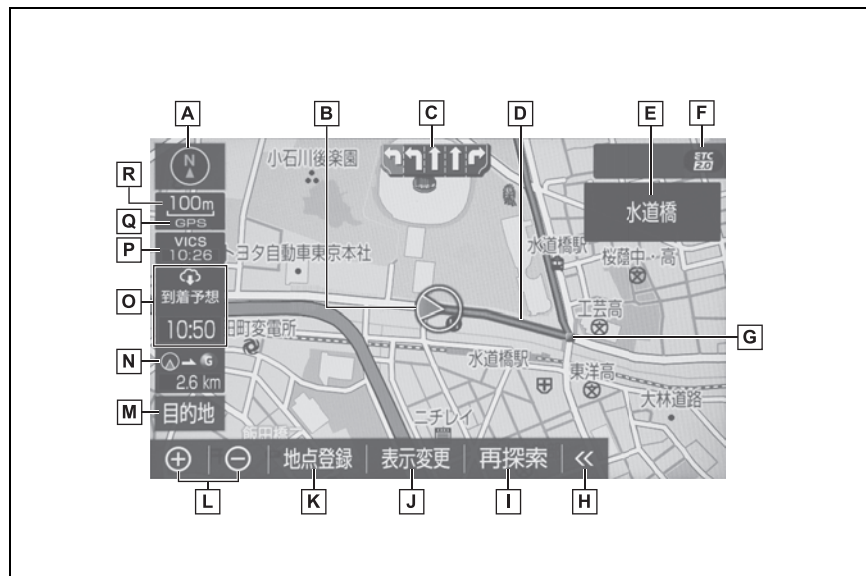 A
B
C
D
E
F
N
小石川後楽園
ETC
2.0
R
100m
水道橋
Q
GPS
P
VICS
10:26
トヨタ自動車東京本社
水道橋駅
桜蔭中・高
O
到着予想
工芸高
10:50
田町変電所
G
N
G
2.6 km
水道橋駅
東洋高
大林道路
M
目的地
ニチレイ
飯田橋
地点登録
表示変更
再探索
L
K
J
I
H